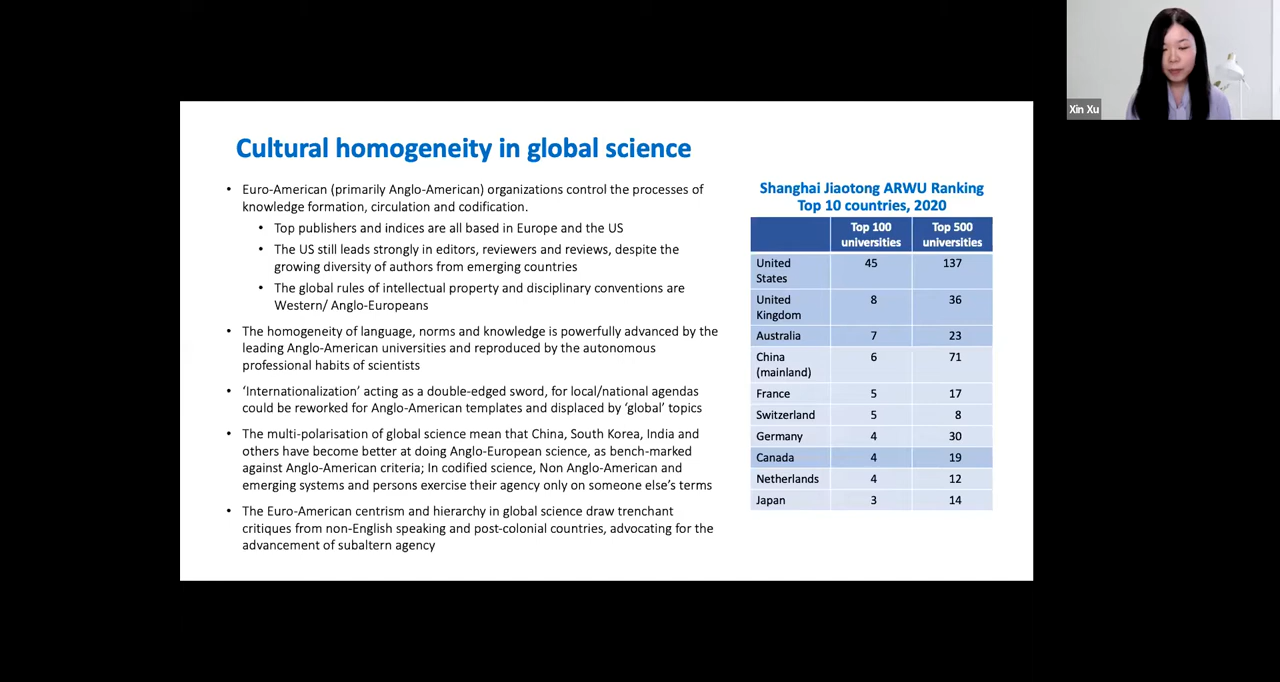 Xin Xu
Cultural homogeneity in global science
• Euro-American (primarily Anglo-American) organizations control the processes of
knowledge formation, circulation and codification.
• Top publishers and indices are all based in Europe and the US
• The US still leads strongly in editors, reviewers and reviews, despite the
growing diversity of authors from emerging countries
• The global rules of intellectual property and disciplinary conventions are
Western/ Anglo-Europeans
• The homogeneity of language, norms and knowledge is powerfully advanced by the
leading Anglo-American universities and reproduced by the autonomous
professional habits of scientists
• ‘Internationalization’ acting as a double-edged sword, for local/national agendas
could be reworked for Anglo-American templates and displaced by ‘global’ topics
• The multi-polarisation of global science mean that China, South Korea, India and
others have become better at doing Anglo-European science, as bench-marked
against Anglo-American criteria; In codified science, Non Anglo-American and
emerging systems and persons exercise their agency only on someone else’s terms
• The Euro-American centrism and hierarchy in global science draw trenchant
critiques from non-English speaking and post-colonial countries, advocating for the
advancement of subaltern agency
Shanghai Jiaotong ARWU Ranking
Top 10 countries, 2020
Top 100 Top 500
universities universities
United 45 137
States
United 8 36
Kingdom
Australia 7 23
China 6 71
(mainland)
France 5 17
Switzerland 5 8
Germany 4 30
Canada 4 19
Netherlands 4 12
Japan 3 14